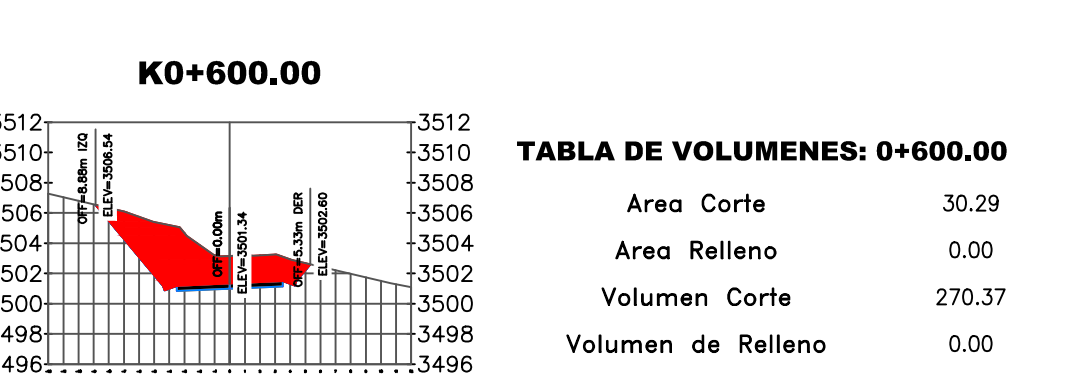 K0+600.00
3512
3510
3508
3506
3504
3502
3500
3498
3496
OFF=8.88m IZQ
ELEV=3506.54
OFF=0.00m
ELEV=3501.34
OFF=5.33m DER
ELEV=3502.60
3512
3510
3508
3506
3504
3502
3500
3498
3496
TABLA DE VOLUMENES: 0+600.00
Area Corte 30.29
Area Relleno 0.00
Volumen Corte 270.37
Volumen de Relleno 0.00